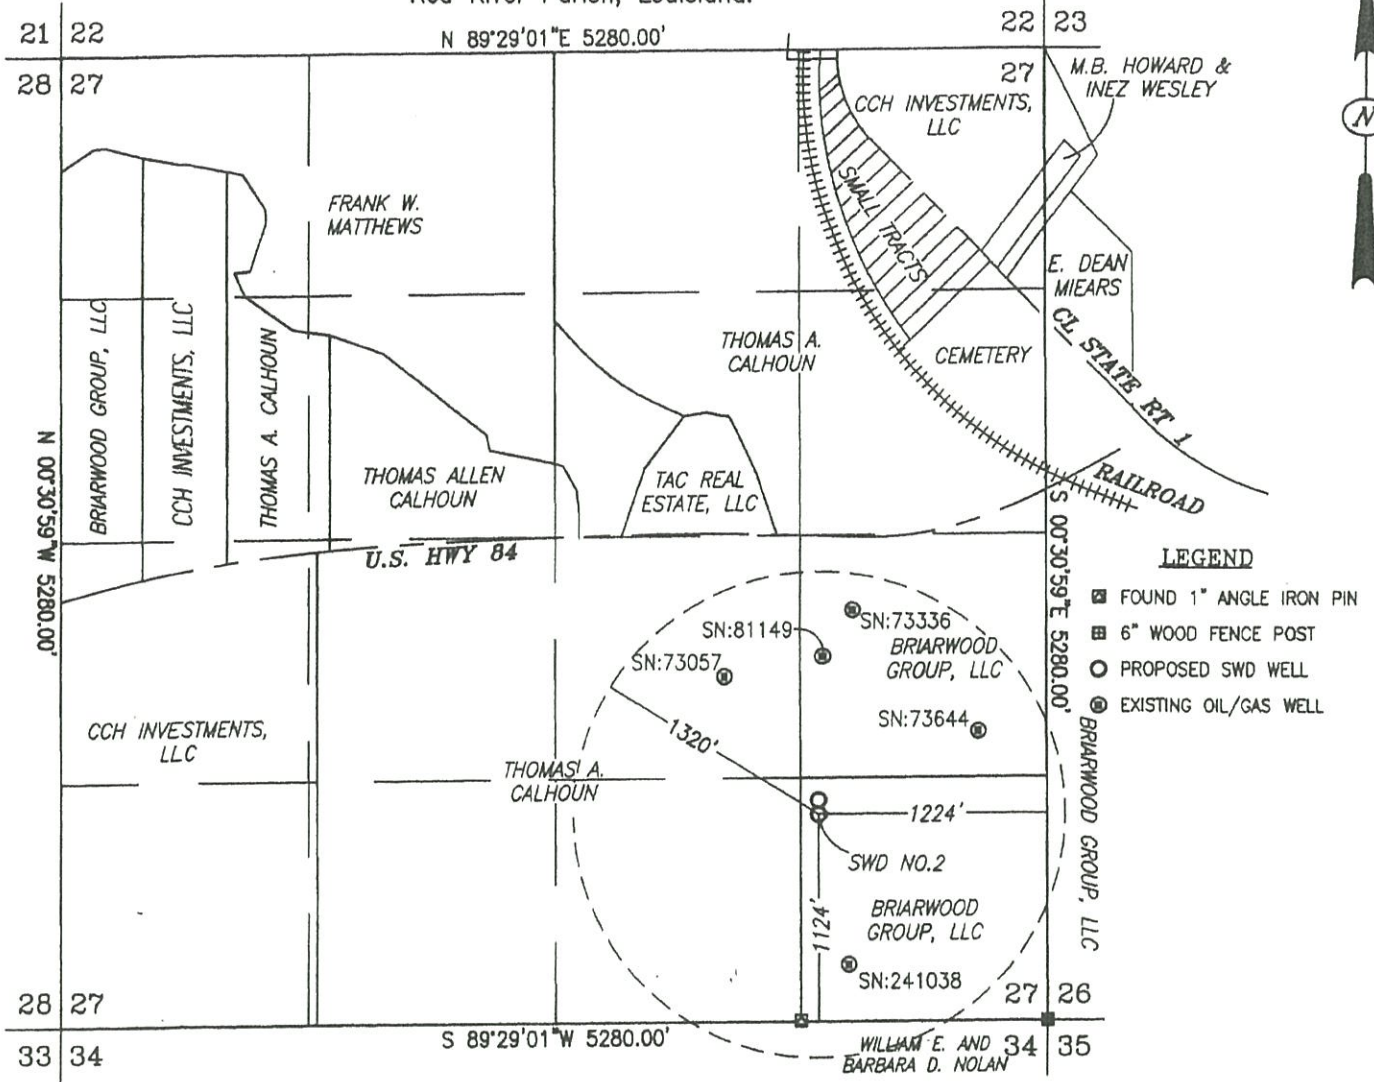 Red River Parish, Louisiana.
21 22
N 89°29'01"E 5280.00'
22 23
28 27
27
M.B. HOWARD &
INEZ WESLEY
CCH INVESTMENTS,
LLC
N
FRANK W.
MATTHEWS
SMALL TRACTS
E. DEAN
MIEARS
BRIARWOOD GROUP, LLC
CCH INVESTMENTS, LLC
THOMAS A. CALHOUN
THOMAS A.
CALHOUN
CEMETERY
CL STATE RT 1
THOMAS ALLEN
CALHOUN
TAC REAL
ESTATE, LLC
RAILROAD
N 00°30'59"W 5280.00'
U.S. HWY 84
S 00°30'59"E 5280.00'
LEGEND
FOUND 1" ANGLE IRON PIN
6" WOOD FENCE POST
PROPOSED SWD WELL
EXISTING OIL/GAS WELL
SN:73336
SN:81149
BRIARWOOD
GROUP, LLC
SN:73057
SN:73644
CCH INVESTMENTS,
LLC
1320'
BRIARWOOD GROUP, LLC
THOMAS A.
CALHOUN
1224'
SWD NO.2
1124'
BRIARWOOD
GROUP, LLC
SN:241038
28 27
27 26
S 89°29'01"W 5280.00'
33 34
WILLIAM E. AND
BARBARA D. NOLAN
34 35